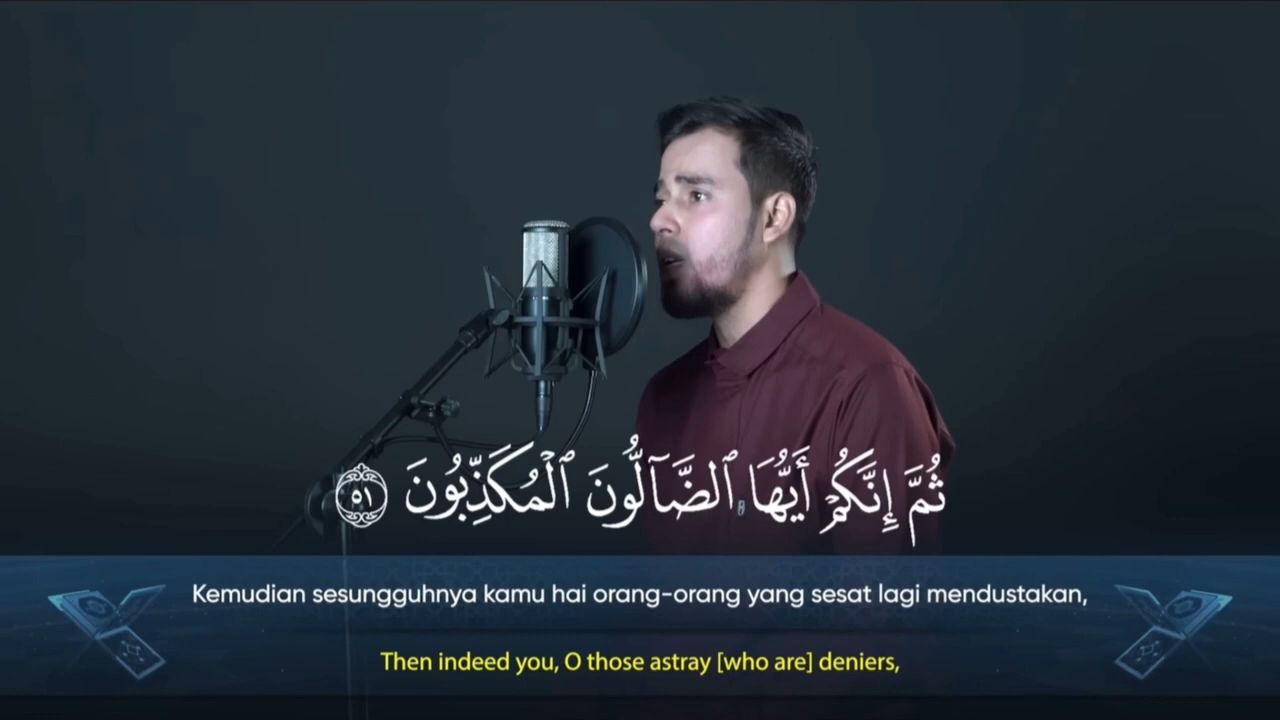 ثُمَّ إِنَّكُمْ أَيُّهَا ٱلضَّآلُّونَ ٱلْمُكَذِّبُونَ ٥١
Kemudian sesungguhnya kamu hai orang-orang yang sesat lagi mendustakan,
Then indeed you, O those astray [who are] deniers,